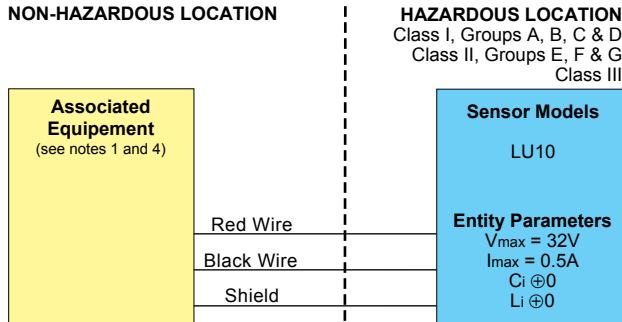 NON-HAZARDOUS LOCATION
HAZARDOUS LOCATION
Class I, Groups A, B, C & D
Class II, Groups E, F & G
Class III
Associated
Equipement
(see notes 1 and 4)
Red Wire
Black Wire
Shield
Sensor Models
LU10
Entity Parameters
Vmax = 32V
Imax = 0.5A
Ci ⊕0
Li ⊕0